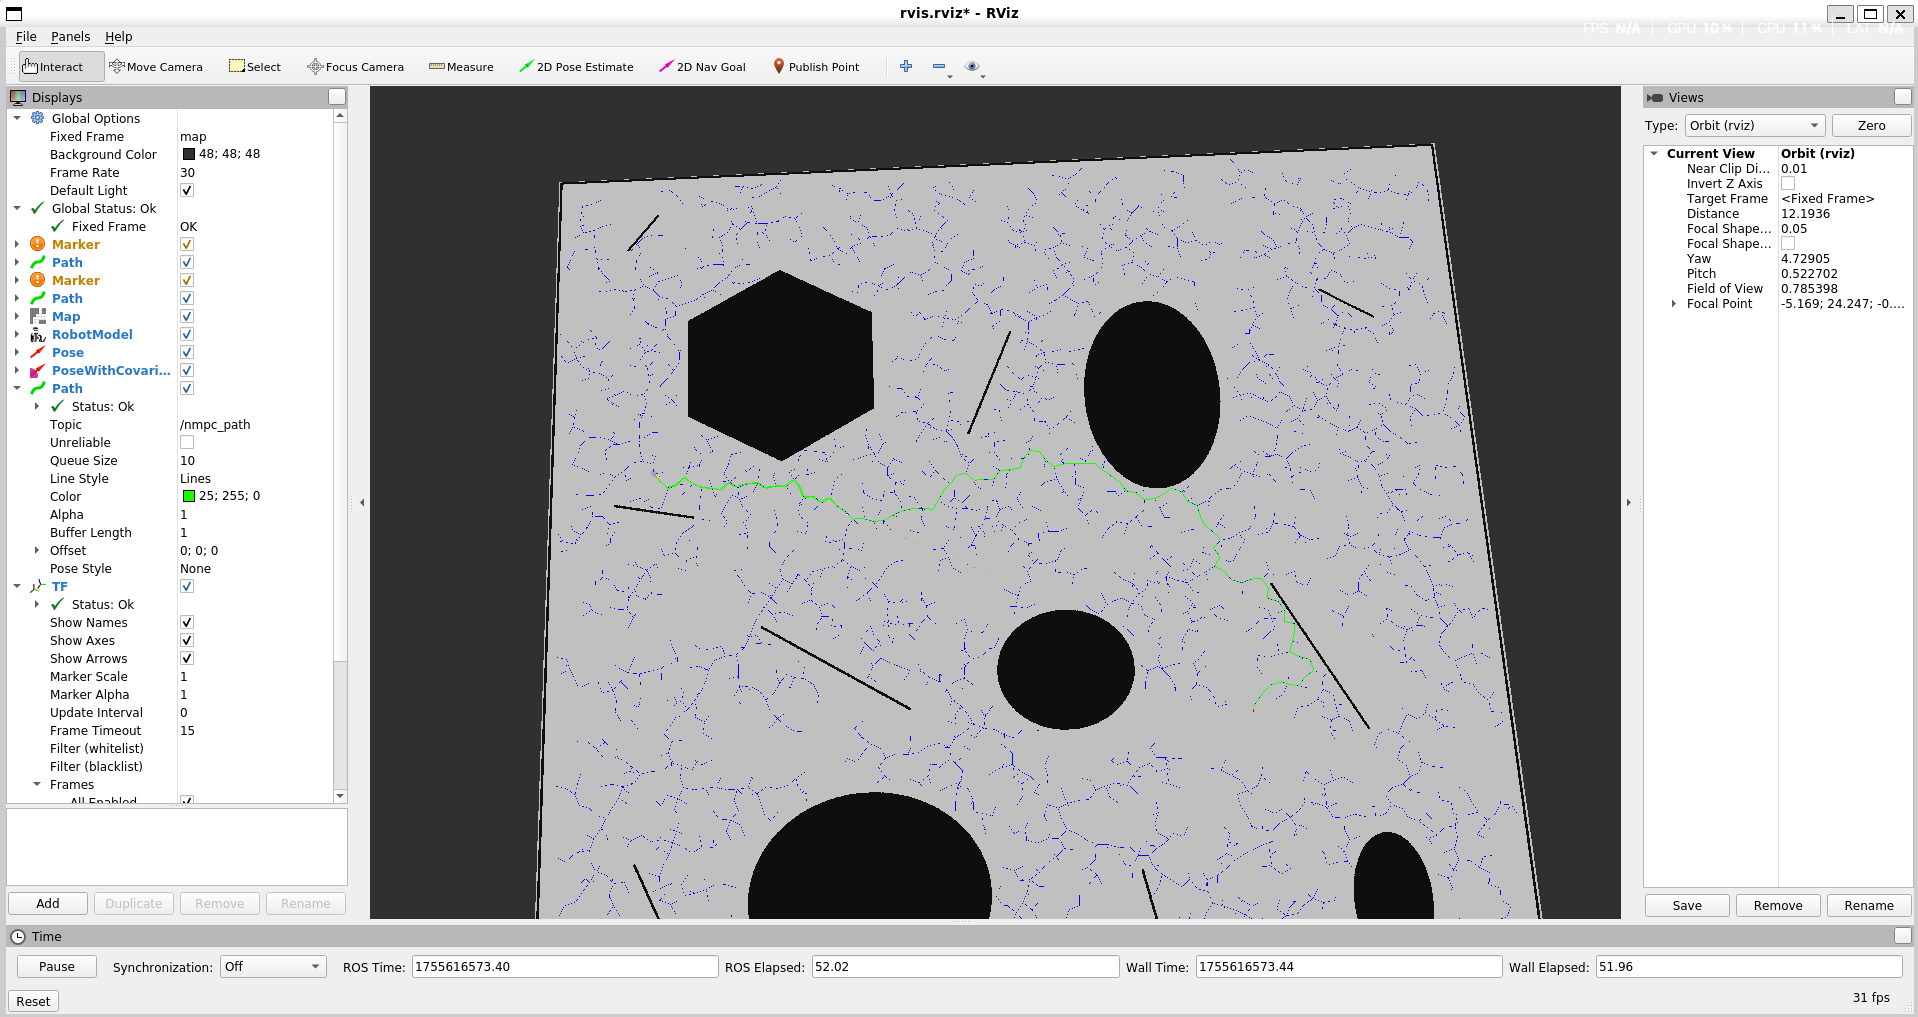 rvis.rviz* - RViz
FPS N/A GPU 10% CPU 11% LAT N/A
File Panels Help
Interact Move Camera Select Focus Camera Measure 2D Pose Estimate 2D Nav Goal Publish Point
Displays
Global Options
Fixed Frame map
Background Color 48; 48; 48
Frame Rate 30
Default Light
Global Status: Ok
Fixed Frame OK
Marker
Path
Marker
Path
Map
RobotModel
Pose
PoseWithCovari...
Path
Status: Ok
Topic /nmpc_path
Unreliable
Queue Size 10
Line Style Lines
Color 25; 255; 0
Alpha 1
Buffer Length 1
Offset 0; 0; 0
Pose Style None
TF
Status: Ok
Show Names
Show Axes
Show Arrows
Marker Scale 1
Marker Alpha 1
Update Interval 0
Frame Timeout 15
Filter (whitelist)
Filter (blacklist)
Frames
All Enabled
Add Duplicate Remove Rename
Views
Type: Orbit (rviz) Zero
Current View Orbit (rviz)
Near Clip Di... 0.01
Invert Z Axis
Target Frame <Fixed Frame>
Distance 12.1936
Focal Shape... 0.05
Focal Shape...
Yaw 4.72905
Pitch 0.522702
Field of View 0.785398
Focal Point -5.169; 24.247; -0....
Save Remove Rename
Time
Pause Synchronization: Off ROS Time: 1755616573.40 ROS Elapsed: 52.02 Wall Time: 1755616573.44 Wall Elapsed: 51.96
Reset 31 fps